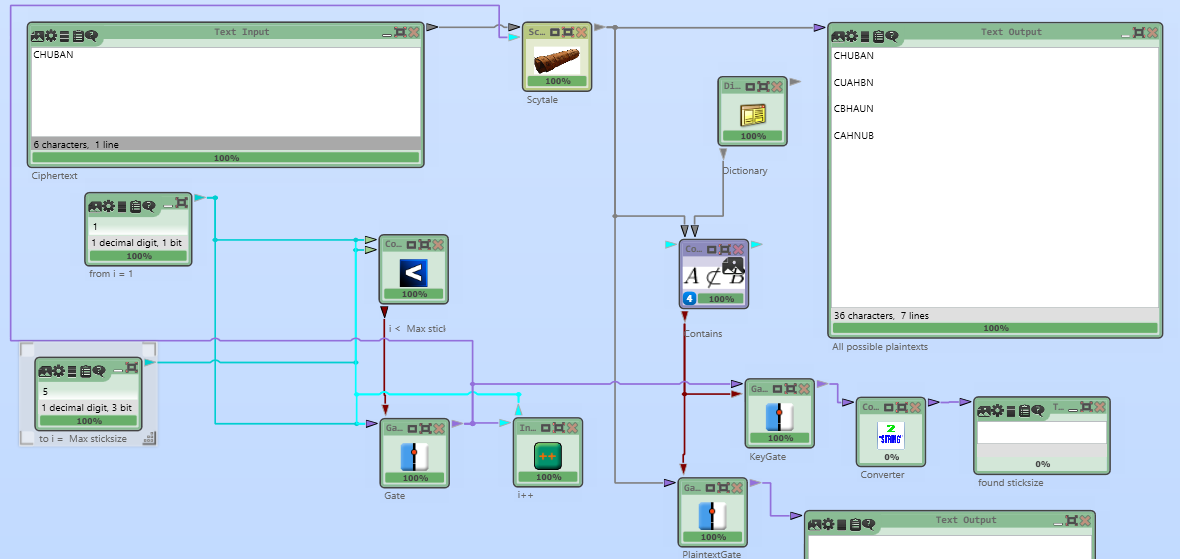 Text Input
CHUBAN
6 characters, 1 line
100%
Ciphertext
Sc...
100%
Scytale
Text Output
CHUBAN
CUAHBN
CBHAUN
CAHNUB
36 characters, 7 lines
100%
All possible plaintexts
Di...
100%
Dictionary
1
1 decimal digit, 1 bit
100%
from i = 1
Co...
<
100%
i < Max stick
Co...
A ⊄ B
4
100%
Contains
5
1 decimal digit, 3 bit
100%
to i = Max sticksize
Ga...
100%
Gate
In...
100%
i++
Ga...
100%
KeyGate
Co...
2
"STRING"
0%
Converter
T...
0%
found sticksize
Ga...
100%
PlaintextGate
Text Output